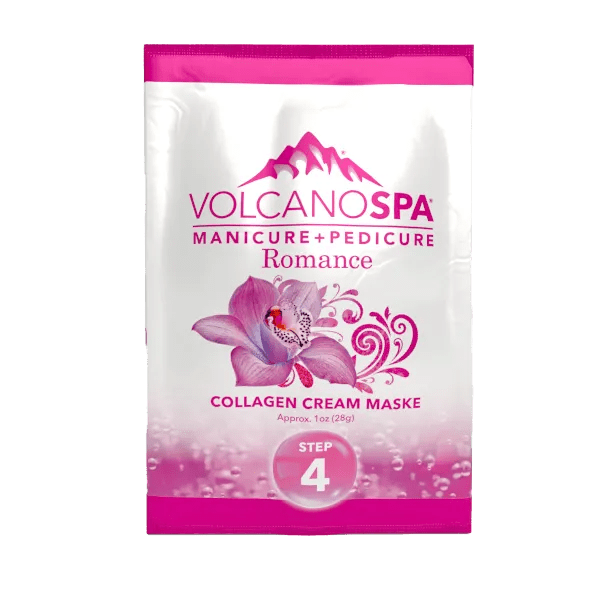 VOLCANOSPA®
MANICURE+PEDICURE
Romance
COLLAGEN CREAM MASKE
Approx. 1oz (28g)
STEP
4